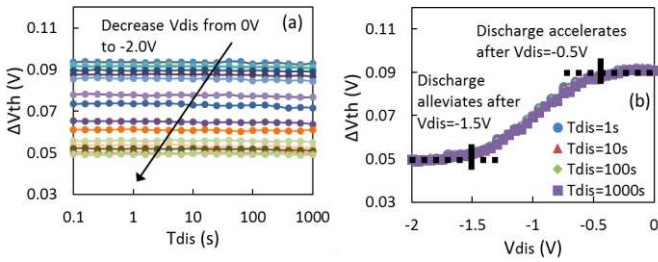 Decrease Vdis from 0V
to -2.0V
(a)
ΔVth (V)
0.11
0.09
0.07
0.05
0.03
0.1
1
10
100
1000
Tdis (s)
Discharge accelerates
after Vdis=-0.5V
Discharge
alleviates after
Vdis=-1.5V
(b)
Tdis=1s
Tdis=10s
Tdis=100s
Tdis=1000s
ΔVth (V)
0.11
0.09
0.07
0.05
0.03
-2
-1.5
-1
-0.5
0
Vdis (V)